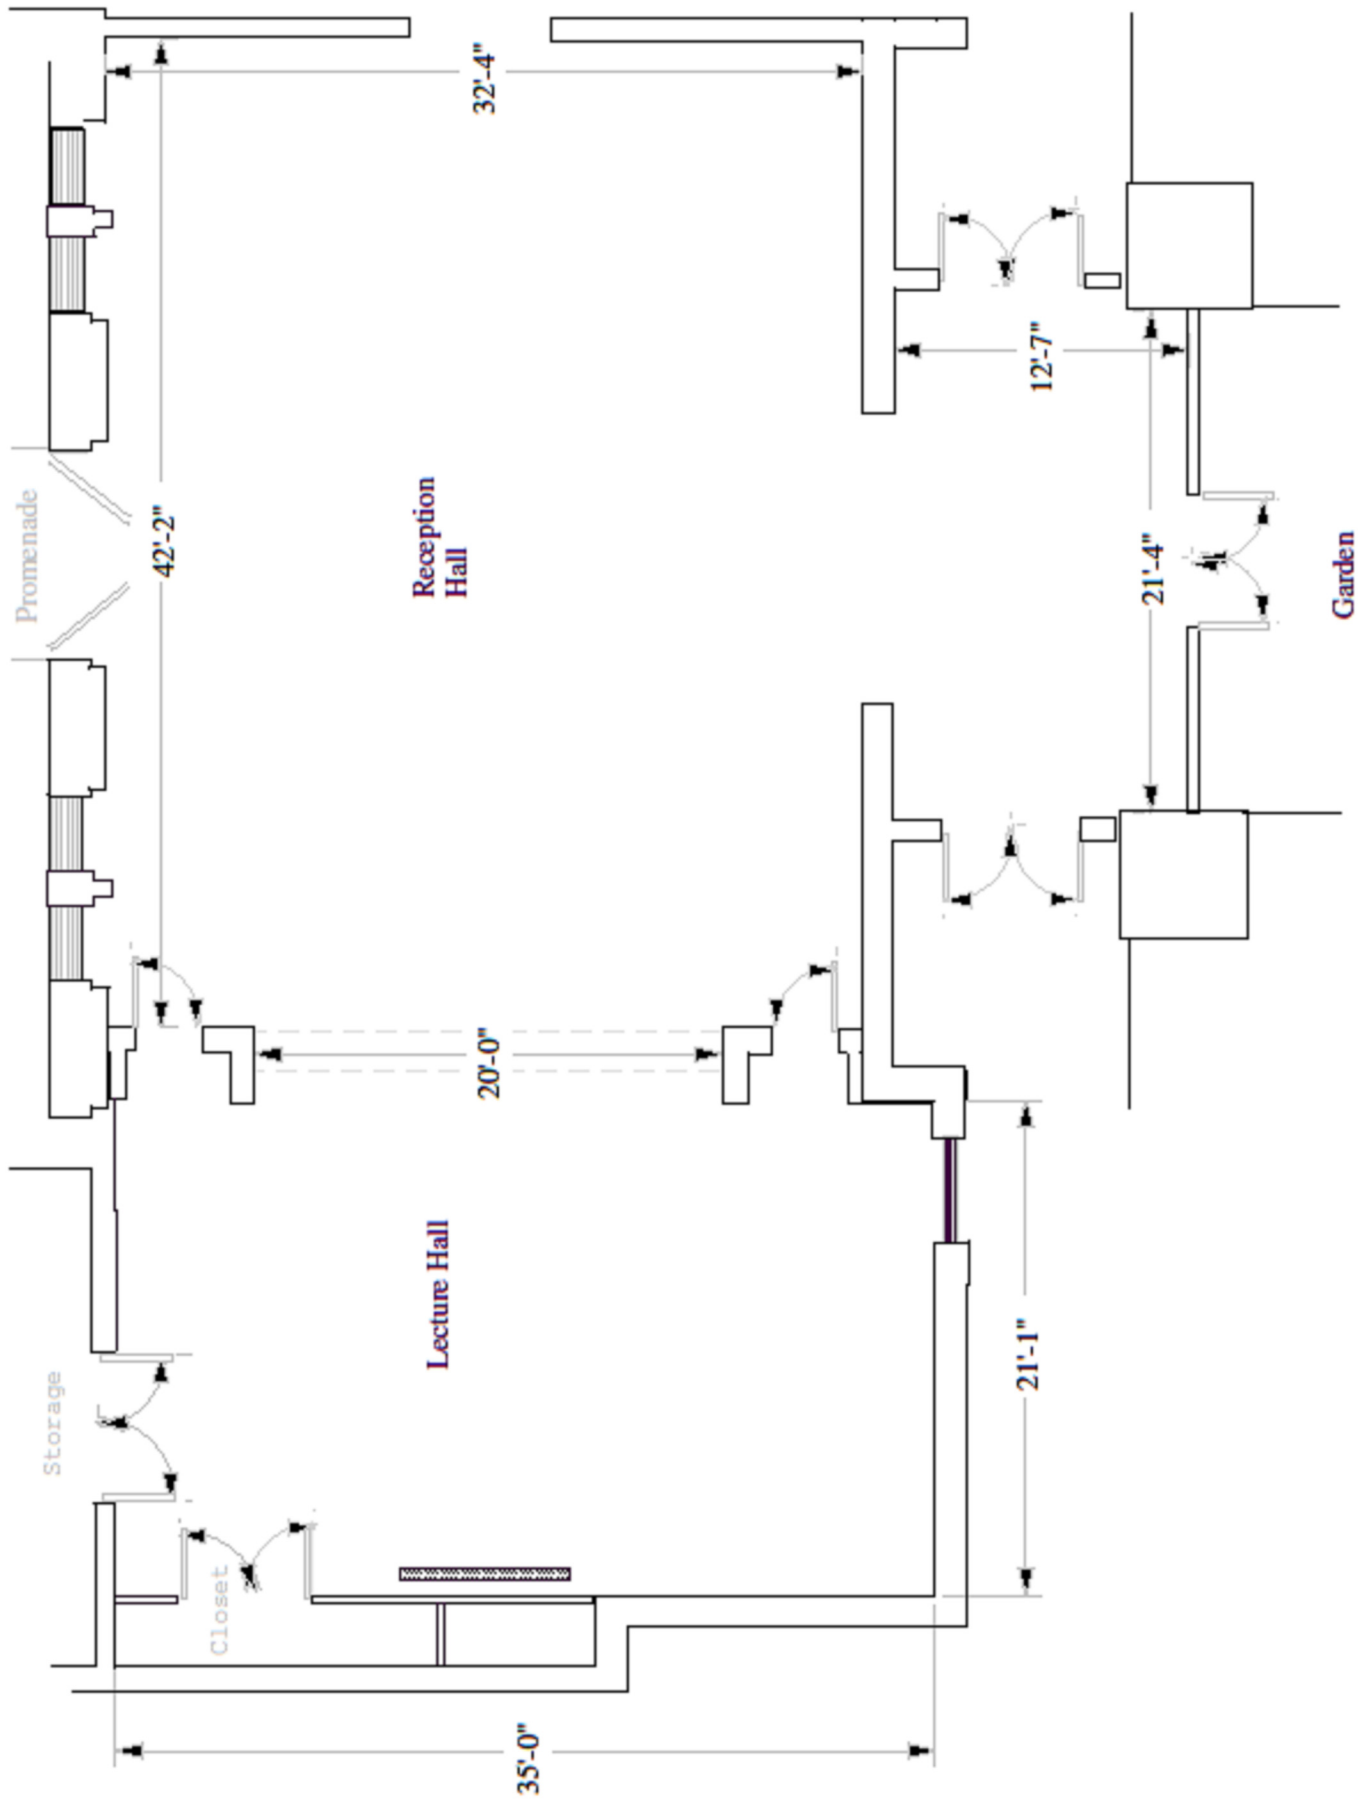 32'-4"
Promenade
42'-2"
Reception
Hall
12'-7"
21'-4"
Garden
20'-0"
Lecture Hall
21'-1"
Storage
Closet
35'-0"